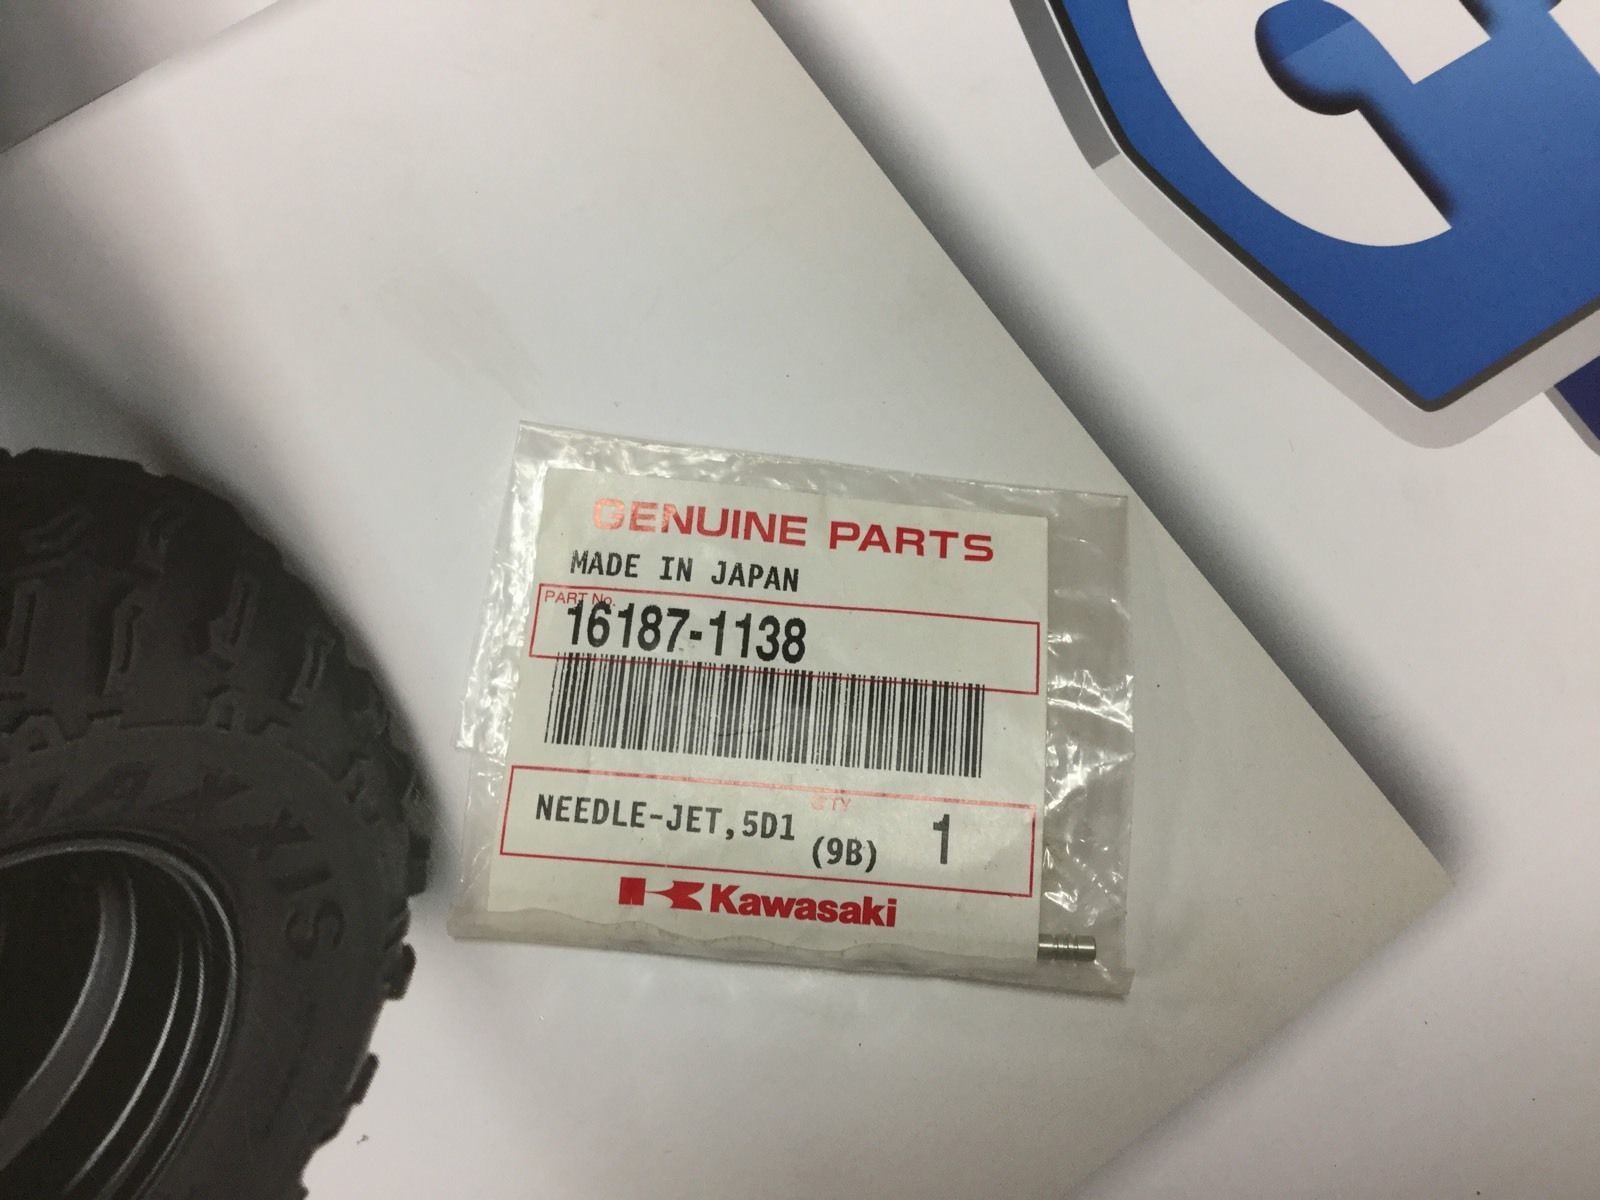 GENUINE PARTS
MADE IN JAPAN
PART No.
16187-1138
QTY
NEEDLE-JET,5D1 (9B) 1
Kawasaki